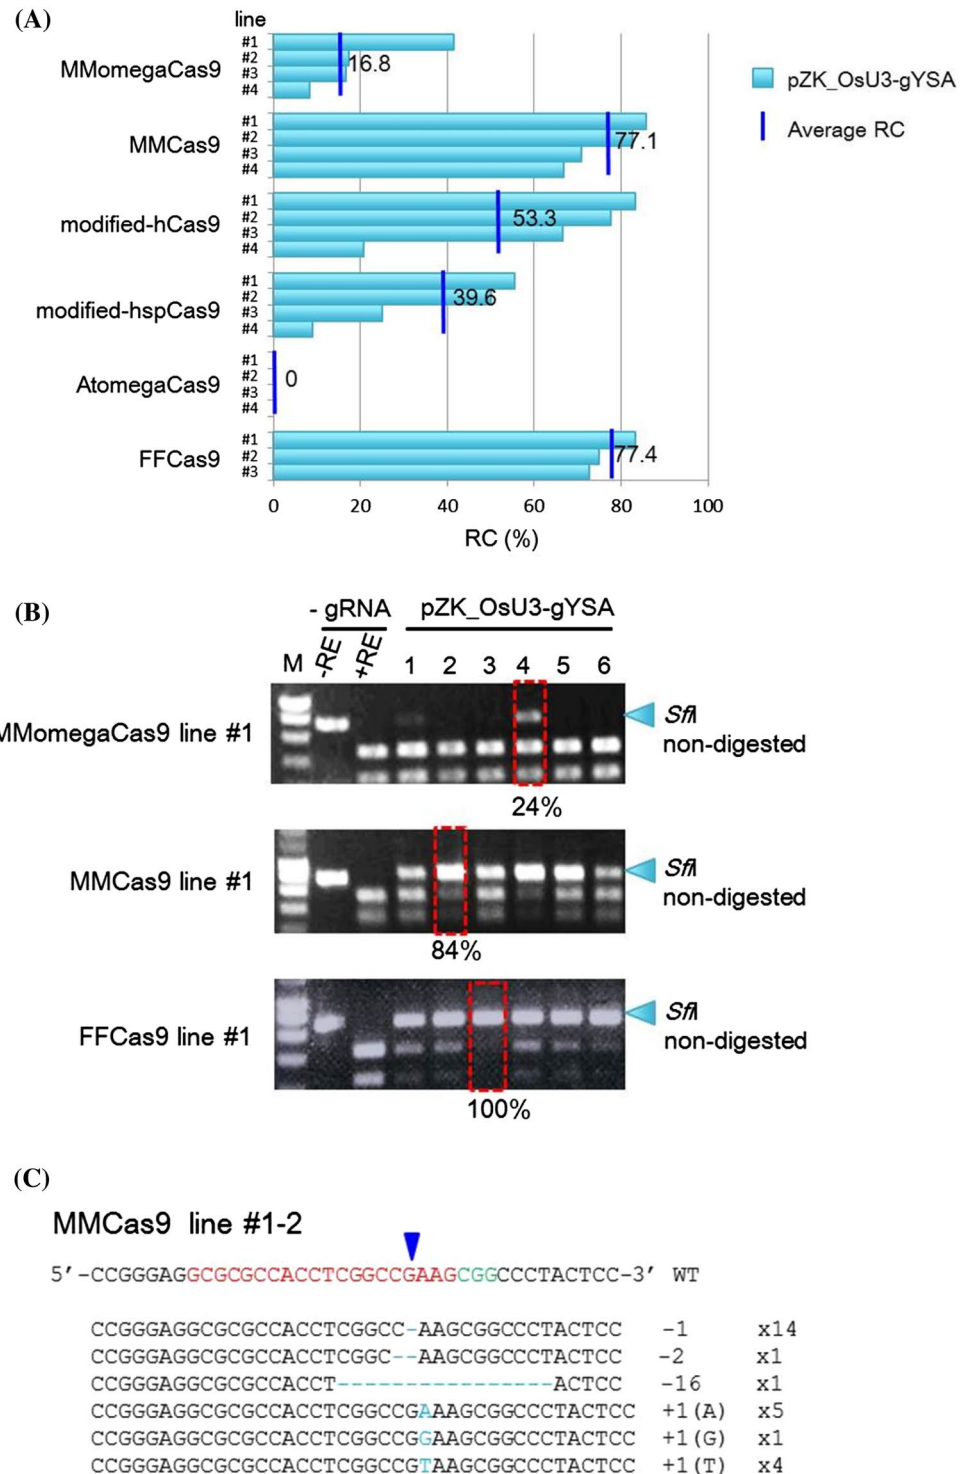 (A)
line
MMomegaCas9
#1
#2
#3
#4
16.8
MMCas9
#1
#2
#3
#4
77.1
modified-hCas9
#1
#2
#3
#4
53.3
modified-hspCas9
#1
#2
#3
#4
39.6
AtomegaCas9
#1
#2
#3
#4
0
FFCas9
#1
#2
#3
77.4
0 20 40 60 80 100
RC (%)
pZK_OsU3-gYSA
Average RC
(B)
- gRNA pZK_OsU3-gYSA
M -RE +RE 1 2 3 4 5 6
MMomegaCas9 line #1
SfiI
non-digested
24%
MMCas9 line #1
SfiI
non-digested
84%
FFCas9 line #1
SfiI
non-digested
100%
(C)
MMCas9 line #1-2
5’-CCGGGAGGCGCGCCACCTCGGCCGAAGCGGCCCTACTCC-3’ WT
CCGGGAGGCGCGCCACCTCGGCC-AAGCGGCCCTACTCC -1 x14
CCGGGAGGCGCGCCACCTCGGC--AAGCGGCCCTACTCC -2 x1
CCGGGAGGCGCGCCACCT----------------ACTCC -16 x1
CCGGGAGGCGCGCCACCTCGGCCGAAAGCGGCCCTACTCC +1(A) x5
CCGGGAGGCGCGCCACCTCGGCCGGAAGCGGCCCTACTCC +1(G) x1
CCGGGAGGCGCGCCACCTCGGCCGTAAGCGGCCCTACTCC +1(T) x4